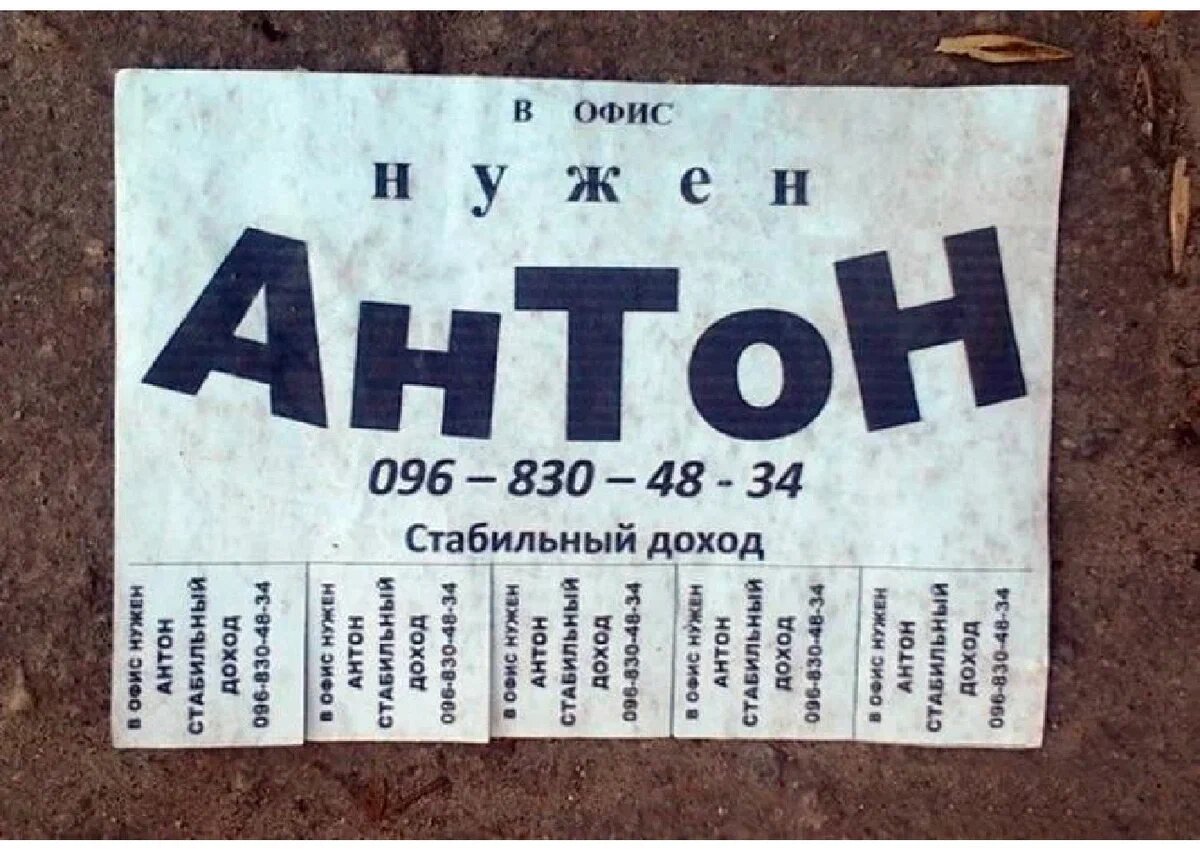 В ОФИС
нужен
АнТоН
096 – 830 – 48 - 34
Стабильный доход
В ОФИС НУЖЕН
АНТОН
СТАБИЛЬНЫЙ
ДОХОД
096-830-48-34
В ОФИС НУЖЕН
АНТОН
СТАБИЛЬНЫЙ
ДОХОД
096-830-48-34
В ОФИС НУЖЕН
АНТОН
СТАБИЛЬНЫЙ
ДОХОД
096-830-48-34
В ОФИС НУЖЕН
АНТОН
СТАБИЛЬНЫЙ
ДОХОД
096-830-48-34
В ОФИС НУЖЕН
АНТОН
СТАБИЛЬНЫЙ
ДОХОД
096-830-48-34